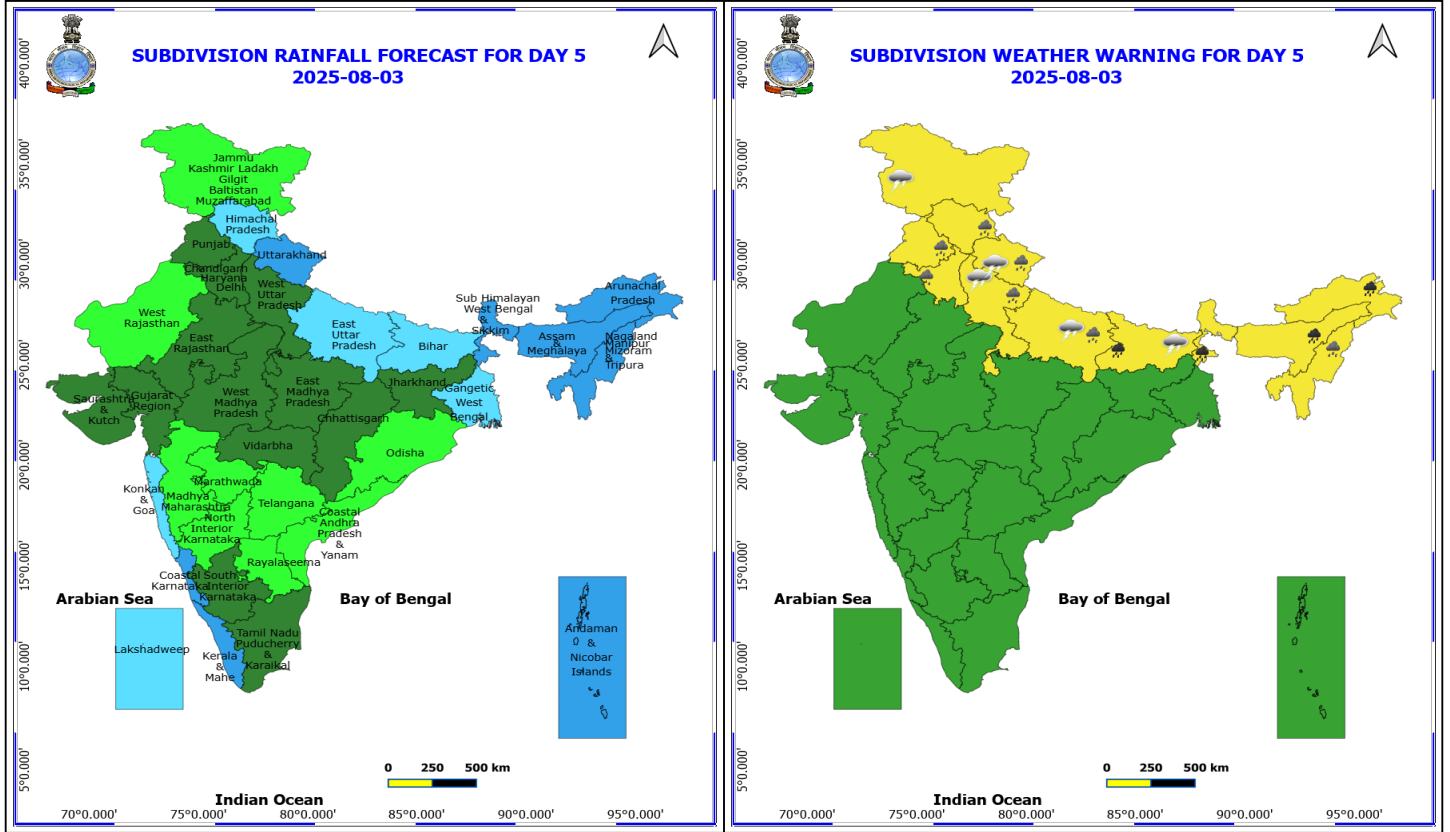 SUBDIVISION RAINFALL FORECAST FOR DAY 5
2025-08-03
40°0.000'
35°0.000'
30°0.000'
25°0.000'
20°0.000'
15°0.000'
10°0.000'
5°0.000'
Jammu
Kashmir Ladakh
Gilgit
Baltistan
Muzaffarabad
Himachal
Pradesh
Punjab
Uttarakhand
Chandigarh
Haryana
Delhi
West
Uttar
Pradesh
West
Rajasthan
East
Rajasthan
East
Uttar
Pradesh
Bihar
Sub Himalayan
West Bengal
&
Sikkim
Arunachal
Pradesh
Assam
&
Meghalaya
Nagaland
Manipur
Mizoram
&
Tripura
Saurashtra
&
Kutch
Gujarat
Region
West
Madhya
Pradesh
East
Madhya
Pradesh
Jharkhand
Gangetic
West
Bengal
Chhattisgarh
Vidarbha
Odisha
Konkan
&
Goa
Madhya
Maharashtra
Marathwada
Telangana
North
Interior
Karnataka
Coastal
Andhra
Pradesh
&
Yanam
Rayalaseema
Coastal
Karnataka
South
Interior
Karnataka
Arabian Sea
Bay of Bengal
Lakshadweep
Kerala
&
Mahe
Tamil Nadu
Puducherry
&
Karaikal
Andaman
&
Nicobar
Islands
0 250 500 km
Indian Ocean
70°0.000' 75°0.000' 80°0.000' 85°0.000' 90°0.000' 95°0.000'
SUBDIVISION WEATHER WARNING FOR DAY 5
2025-08-03
40°0.000'
35°0.000'
30°0.000'
25°0.000'
20°0.000'
15°0.000'
10°0.000'
5°0.000'
Arabian Sea
Bay of Bengal
0 250 500 km
Indian Ocean
70°0.000' 75°0.000' 80°0.000' 85°0.000' 90°0.000' 95°0.000'